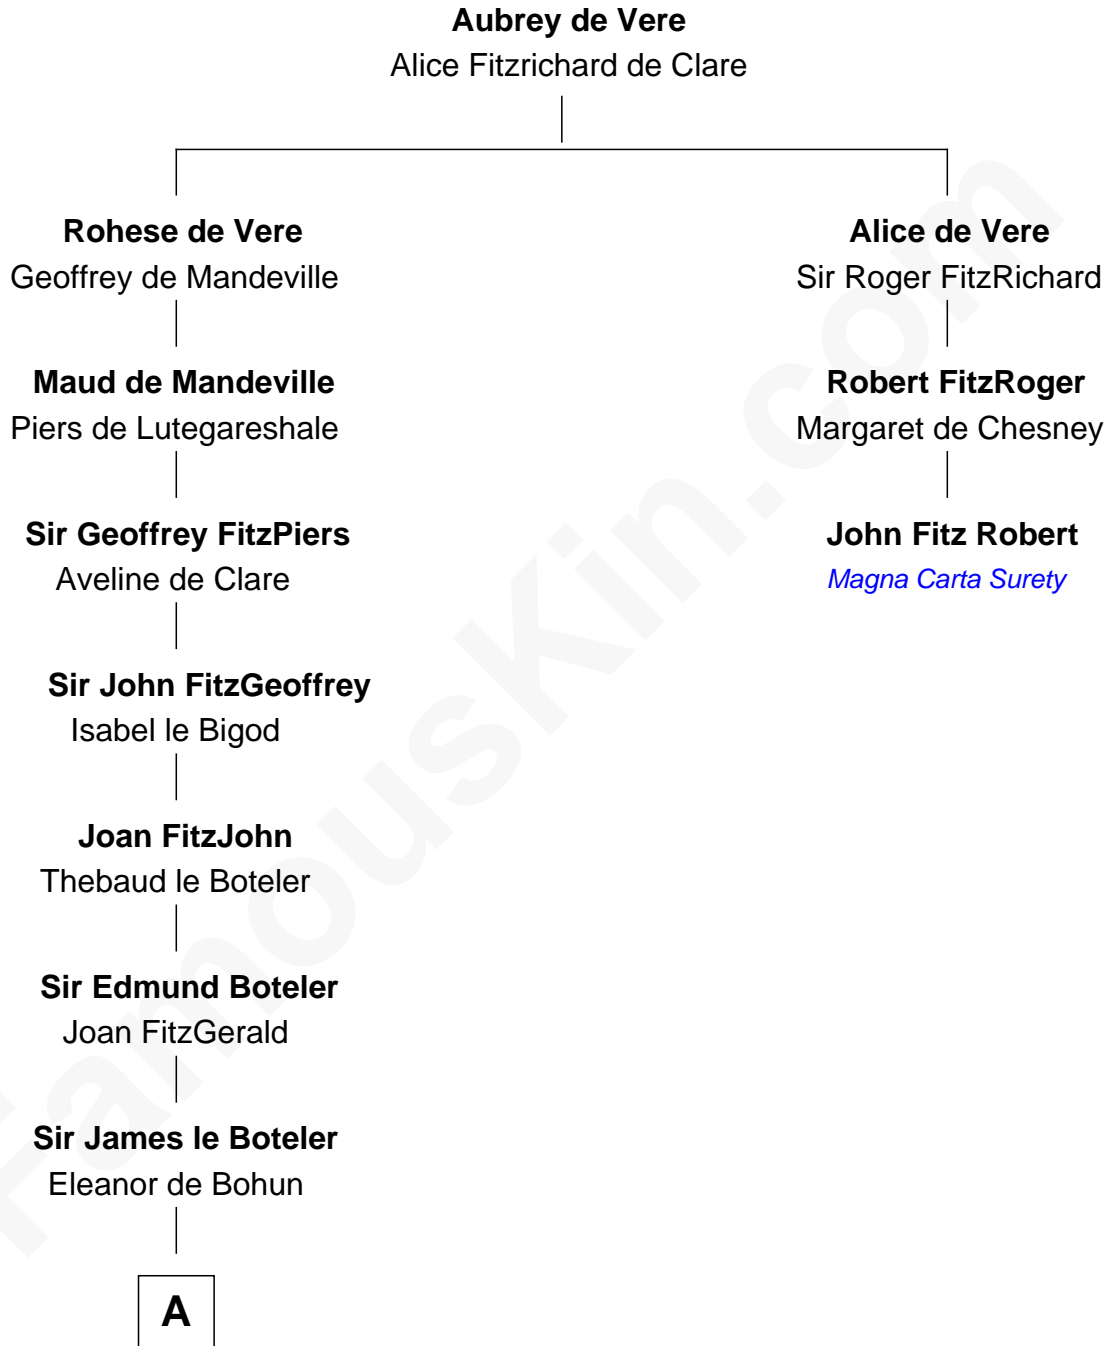 Aubrey de Vere
Alice Fitzrichard de Clare
Rohese de Vere
Geoffrey de Mandeville
Alice de Vere
Sir Roger FitzRichard
Maud de Mandeville
Piers de Lutegareshale
Robert FitzRoger
Margaret de Chesney
Sir Geoffrey FitzPiers
Aveline de Clare
John Fitz Robert
Magna Carta Surety
Sir John FitzGeoffrey
Isabel le Bigod
Joan FitzJohn
Thebaud le Boteler
Sir Edmund Boteler
Joan FitzGerald
Sir James le Boteler
Eleanor de Bohun
A
FamousKin.com